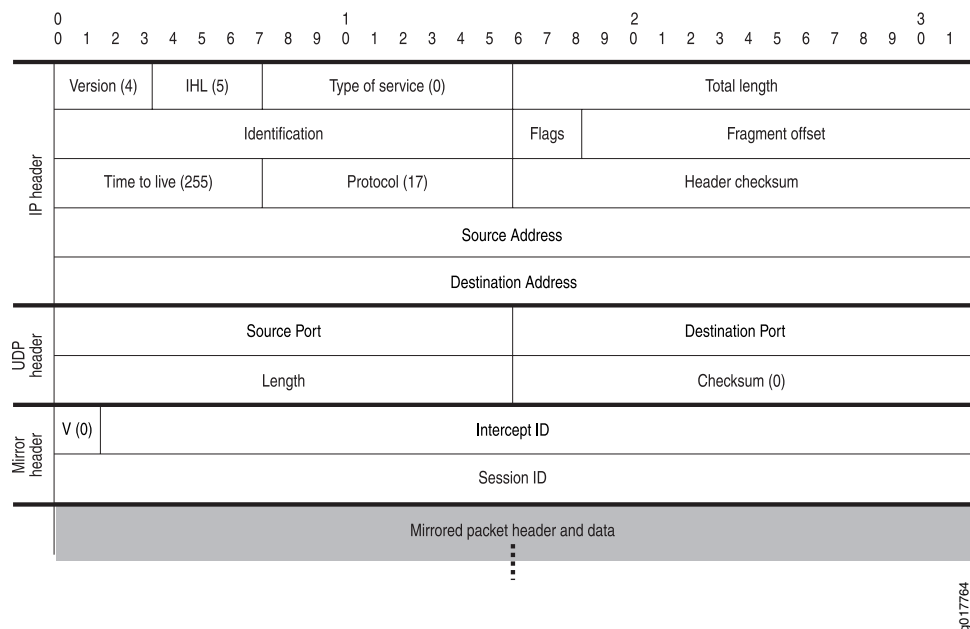 0 1 2 3
0 1 2 3 4 5 6 7 8 9 0 1 2 3 4 5 6 7 8 9 0 1 2 3 4 5 6 7 8 9 0 1
IP header
Version (4) IHL (5) Type of service (0) Total length
Identification Flags Fragment offset
Time to live (255) Protocol (17) Header checksum
Source Address
Destination Address
UDP
header
Source Port Destination Port
Length Checksum (0)
Mirror
header
V (0) Intercept ID
Session ID
Mirrored packet header and data
g017764